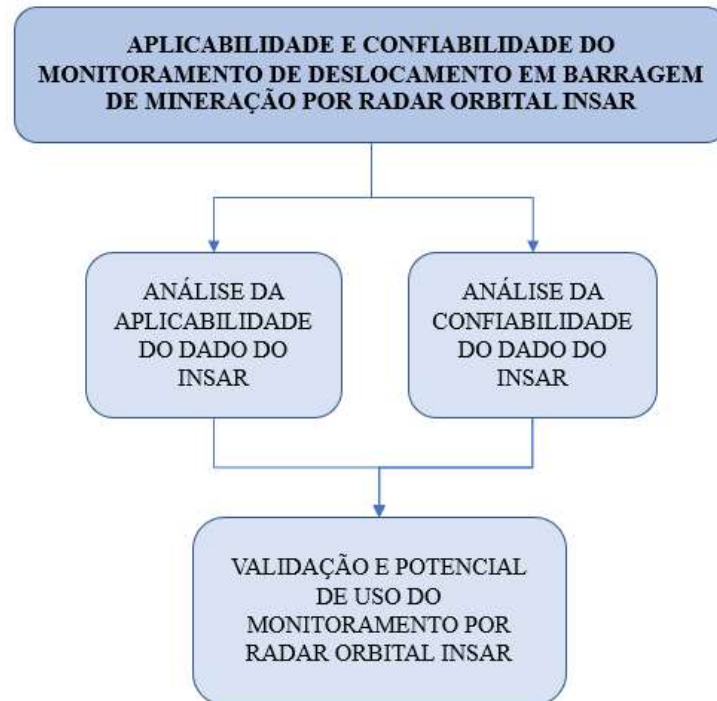 APLICABILIDADE E CONFIABILIDADE DO
MONITORAMENTO DE DESLOCAMENTO EM BARRAGEM
DE MINERAÇÃO POR RADAR ORBITAL INSAR
ANÁLISE DA
APLICABILIDADE
DO DADO DO
INSAR
ANÁLISE DA
CONFIABILIDADE
DO DADO DO
INSAR
VALIDAÇÃO E POTENCIAL
DE USO DO
MONITORAMENTO POR
RADAR ORBITAL INSAR